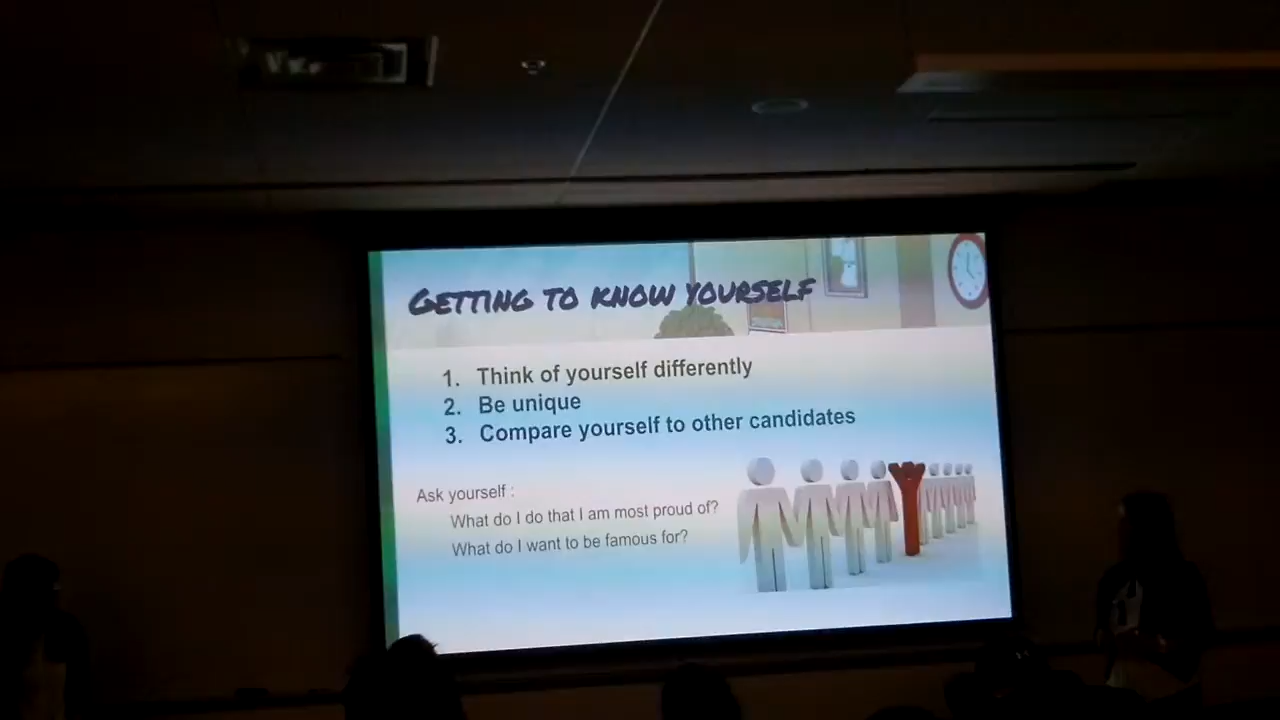 Getting to know yourself
1. Think of yourself differently
2. Be unique
3. Compare yourself to other candidates
Ask yourself :
What do I do that I am most proud of?
What do I want to be famous for?